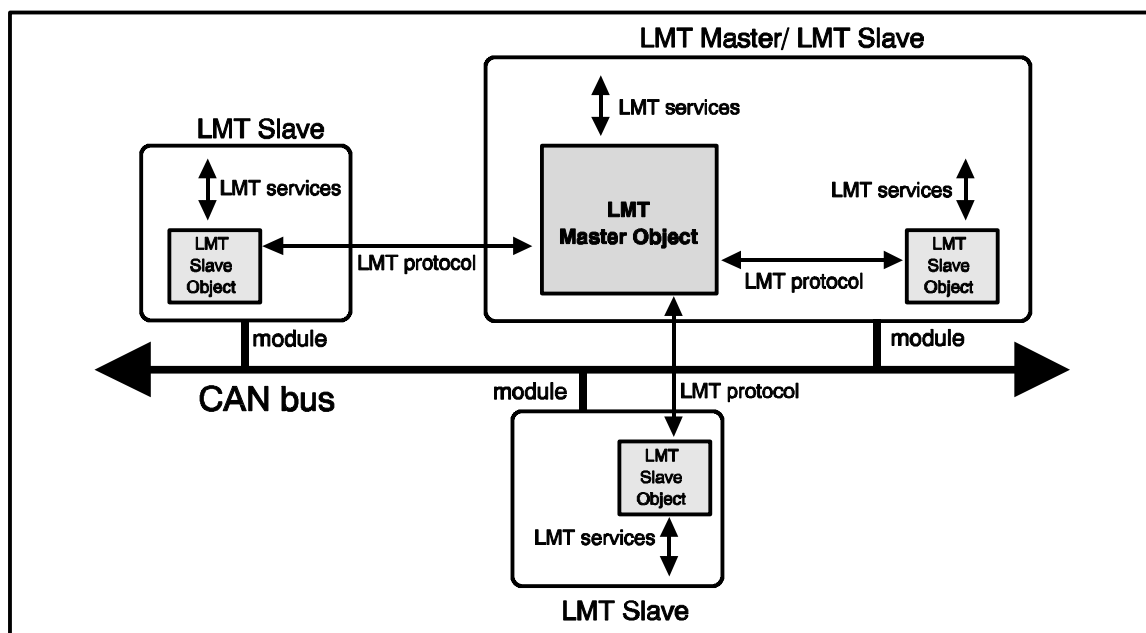 LMT Master/ LMT Slave
LMT services
LMT Slave
LMT services
LMT services
LMT
Master Object
LMT
Slave
Object
LMT
Slave
Object
LMT protocol
LMT protocol
module
module
CAN bus
module
LMT protocol
LMT
Slave
Object
LMT services
LMT Slave